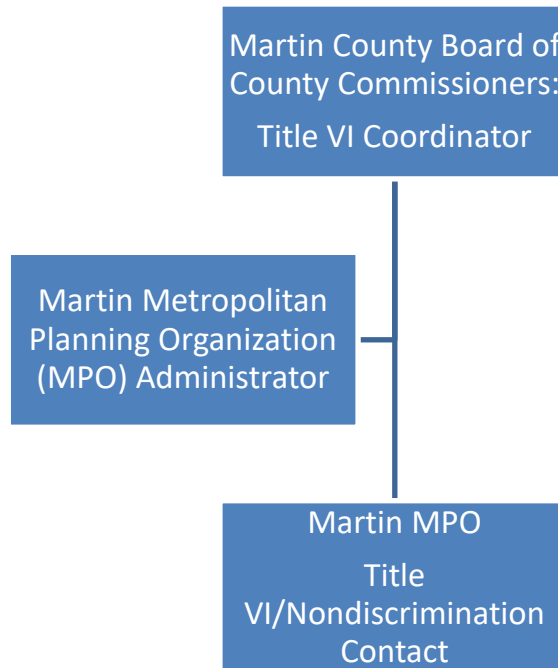 Martin County Board of
County Commissioners:
Title VI Coordinator
Martin Metropolitan
Planning Organization
(MPO) Administrator
Martin MPO
Title
VI/Nondiscrimination
Contact